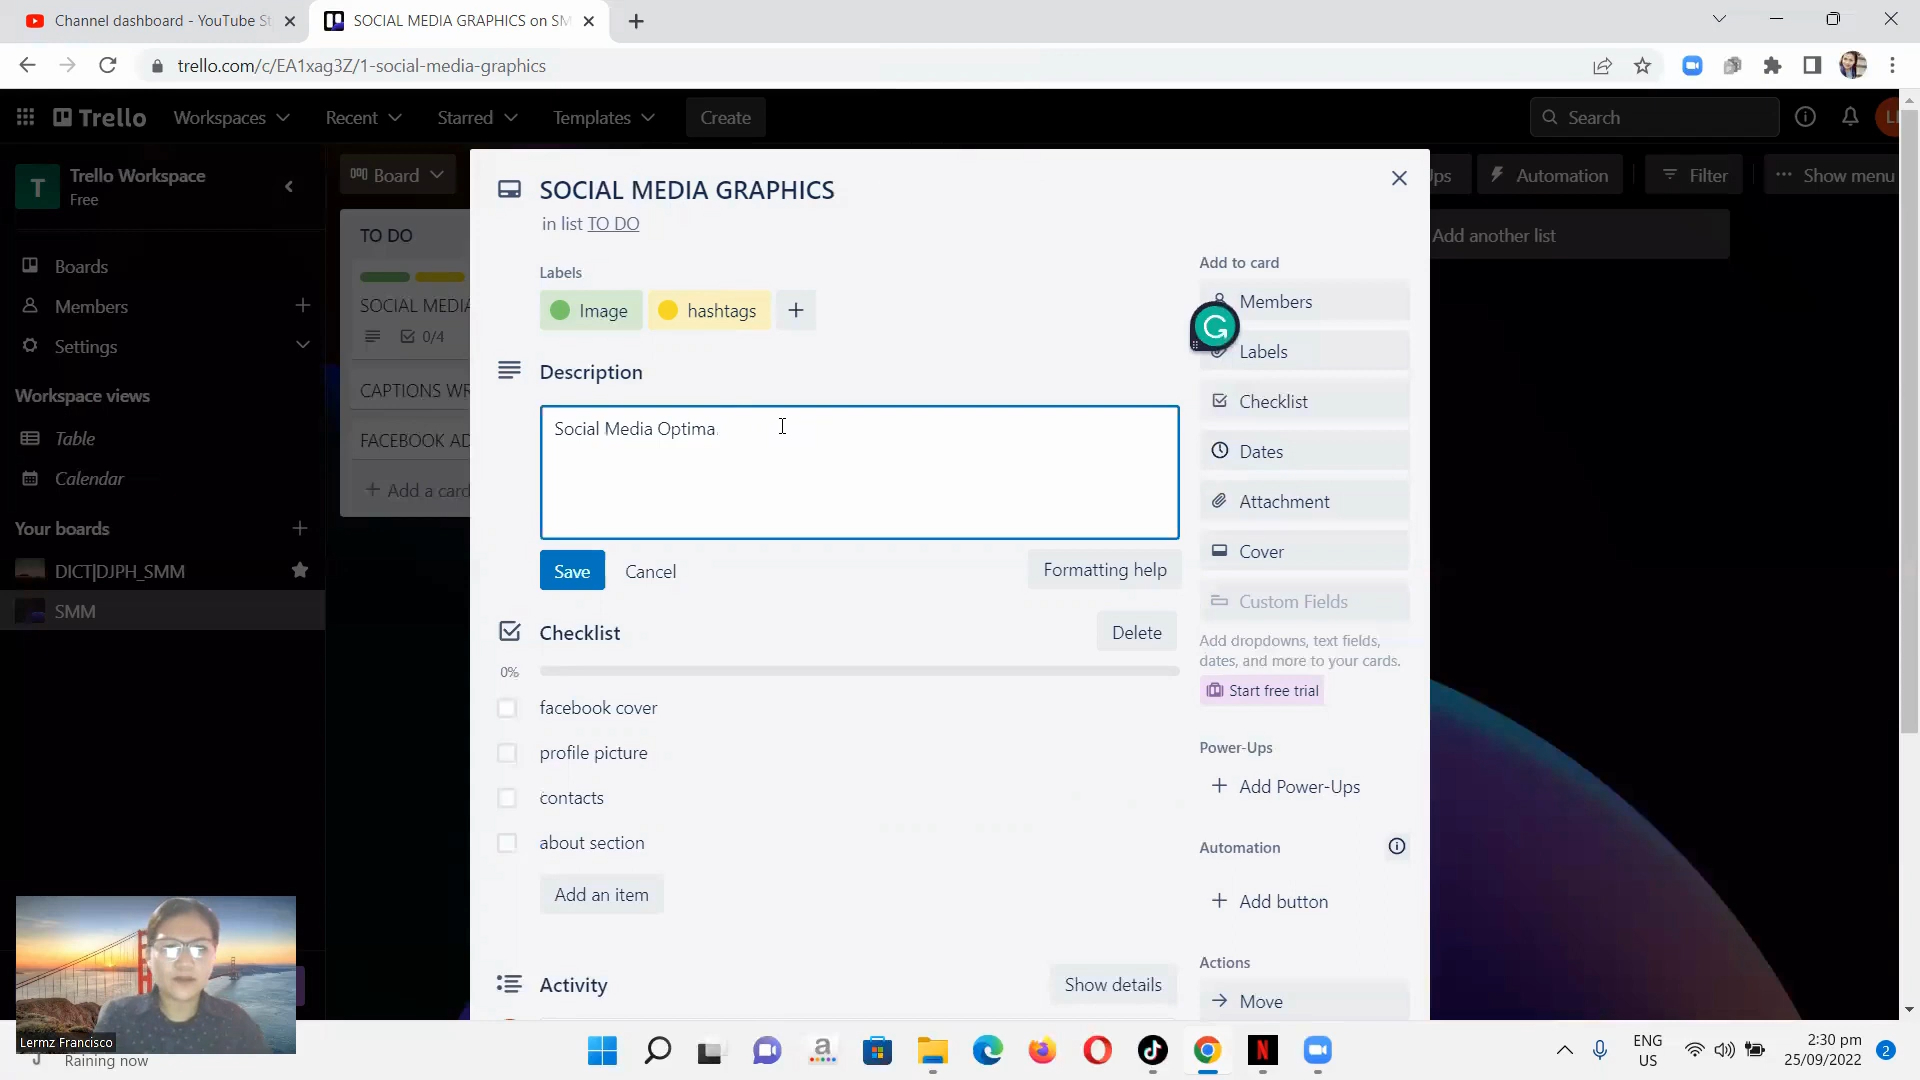 Channel dashboard - YouTube St
SOCIAL MEDIA GRAPHICS on SM
trello.com/c/EA1xag3Z/1-social-media-graphics
Trello
Workspaces
Recent
Starred
Templates
Create
Search
T
Trello Workspace
Free
Boards
Members
Settings
Workspace views
Table
Calendar
Your boards
DICT|DJPH_SMM
SMM
Board
Automation
Filter
Show menu
TO DO
SOCIAL MEDIA
0/4
CAPTIONS WR
FACEBOOK AD
Add a card
Add another list
SOCIAL MEDIA GRAPHICS
in list TO DO
Labels
Image
hashtags
Description
Social Media Optima
Save
Cancel
Formatting help
Checklist
Delete
0%
facebook cover
profile picture
contacts
about section
Add an item
Activity
Show details
Add to card
Members
Labels
Checklist
Dates
Attachment
Cover
Custom Fields
Add dropdowns, text fields,
dates, and more to your cards.
Start free trial
Power-Ups
Add Power-Ups
Automation
Add button
Actions
Move
Lermz Francisco
Raining now
ENG
US
2:30 pm
25/09/2022
2